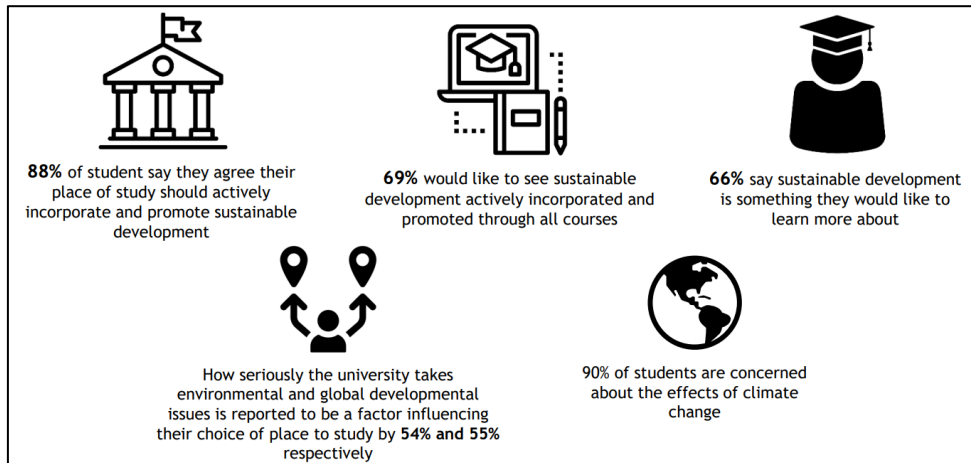 88% of student say they agree their
place of study should actively
incorporate and promote sustainable
development
69% would like to see sustainable
development actively incorporated and
promoted through all courses
66% say sustainable development
is something they would like to
learn more about
How seriously the university takes
environmental and global developmental
issues is reported to be a factor influencing
their choice of place to study by 54% and 55%
respectively
90% of students are concerned
about the effects of climate
change